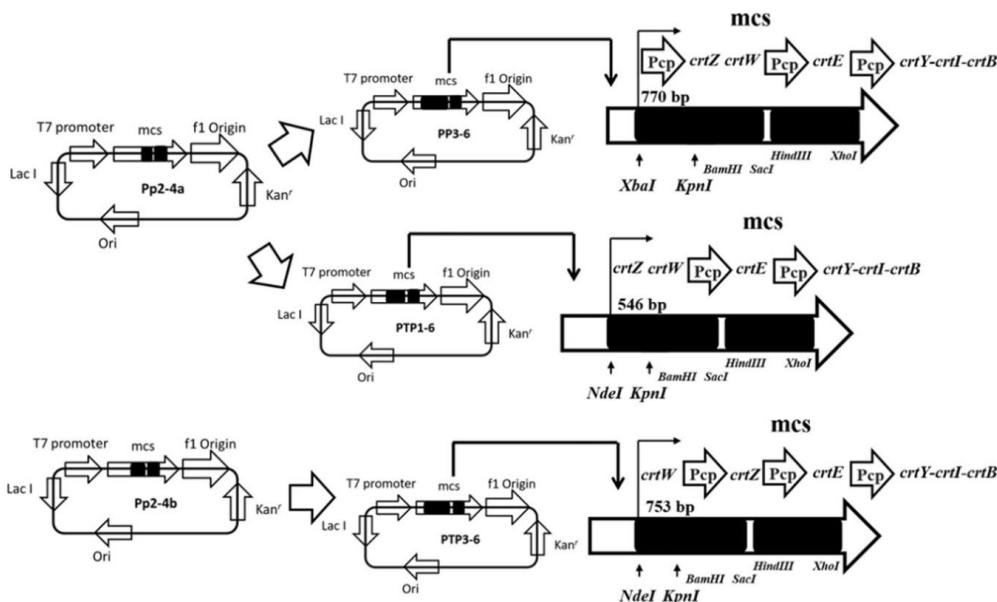 mcs
Pcp crtZ crtW Pcp crtE Pcp crtY-crtI-crtB
770 bp
BamHI SacI HindIII XhoI
XbaI KpnI
T7 promoter mcs f1 Origin
Lac I
PP3-6
Kanʳ
Ori
T7 promoter mcs f1 Origin
Lac I
Pp2-4a
Kanʳ
Ori
mcs
crtZ crtW Pcp crtE Pcp crtY-crtI-crtB
546 bp
BamHI SacI HindIII XhoI
NdeI KpnI
T7 promoter mcs f1 Origin
Lac I
PTP1-6
Kanʳ
Ori
T7 promoter mcs f1 Origin
Lac I
Pp2-4b
Kanʳ
Ori
mcs
crtW Pcp crtZ Pcp crtE Pcp crtY-crtI-crtB
753 bp
BamHI SacI HindIII XhoI
NdeI KpnI
T7 promoter mcs f1 Origin
Lac I
PTP3-6
Kanʳ
Ori